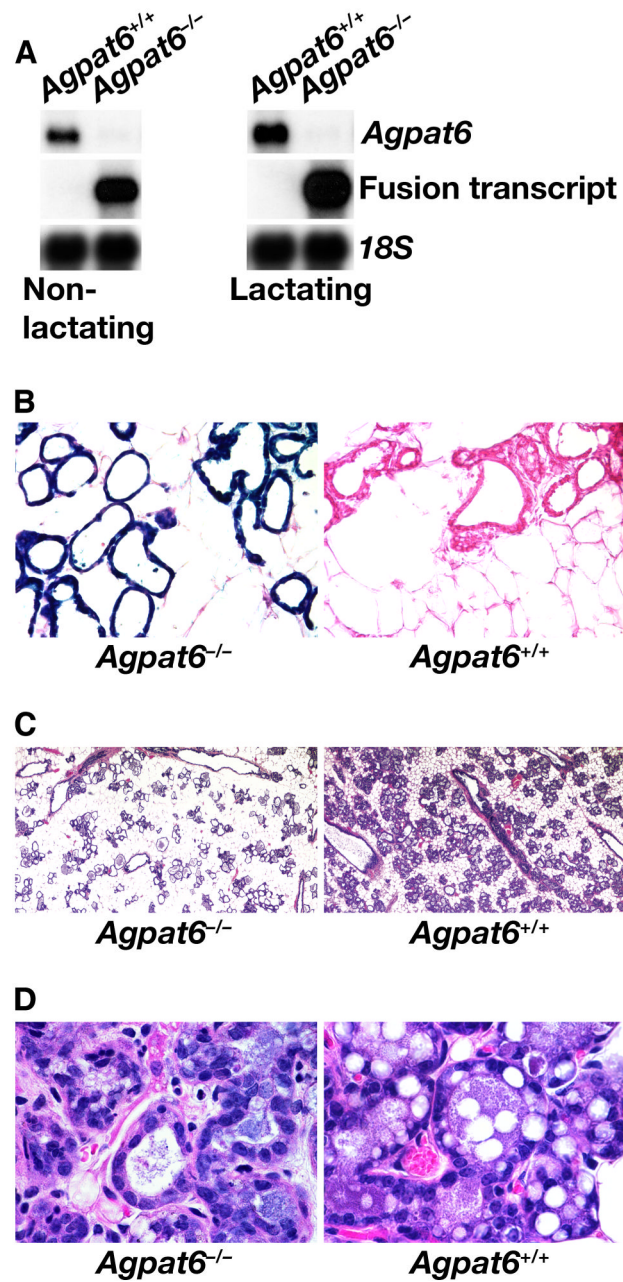 A
Agpat6+/+
Agpat6–/–
Agpat6+/+
Agpat6–/–
Agpat6
Fusion transcript
18S
Non-
lactating
Lactating
B
Agpat6–/–
Agpat6+/+
C
Agpat6–/–
Agpat6+/+
D
Agpat6–/–
Agpat6+/+